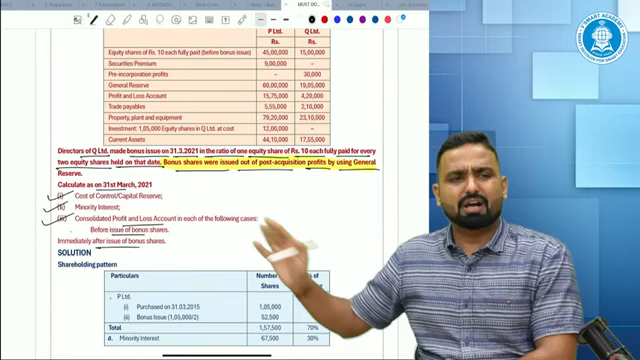 MUST DO..
P Ltd. Q Ltd.
Rs. Rs.
Equity shares of Rs. 10 each fully paid (before bonus issue) 45,00,000 15,00,000
Securities Premium 9,00,000 –
Pre-incorporation profits – 30,000
General Reserve 60,00,000 19,05,000
Profit and Loss Account 15,75,000 4,20,000
Trade payables 5,55,000 2,10,000
Property, plant and equipment 79,20,000 23,10,000
Investment: 1,05,000 Equity shares in Q Ltd. at cost 12,00,000 –
Current Assets 44,10,000 17,55,000
Directors of Q Ltd. made bonus issue on 31.3.2021 in the ratio of one equity share of Rs. 10 each fully paid for every
two equity shares held on that date. Bonus shares were issued out of post-acquisition profits by using General
Reserve.
Calculate as on 31st March, 2021
(i) Cost of Control/Capital Reserve;
(ii) Minority Interest;
(iii) Consolidated Profit and Loss Account in each of the following cases:
Before issue of bonus shares.
Immediately after issue of bonus shares.
SOLUTION
Shareholding pattern
Particulars Number Shares
P Ltd.
(i) Purchased on 31.03.2015 1,05,000
(ii) Bonus Issue (1,05,000/2) 52,500
Total 1,57,500 70%
Minority Interest 67,500 30%